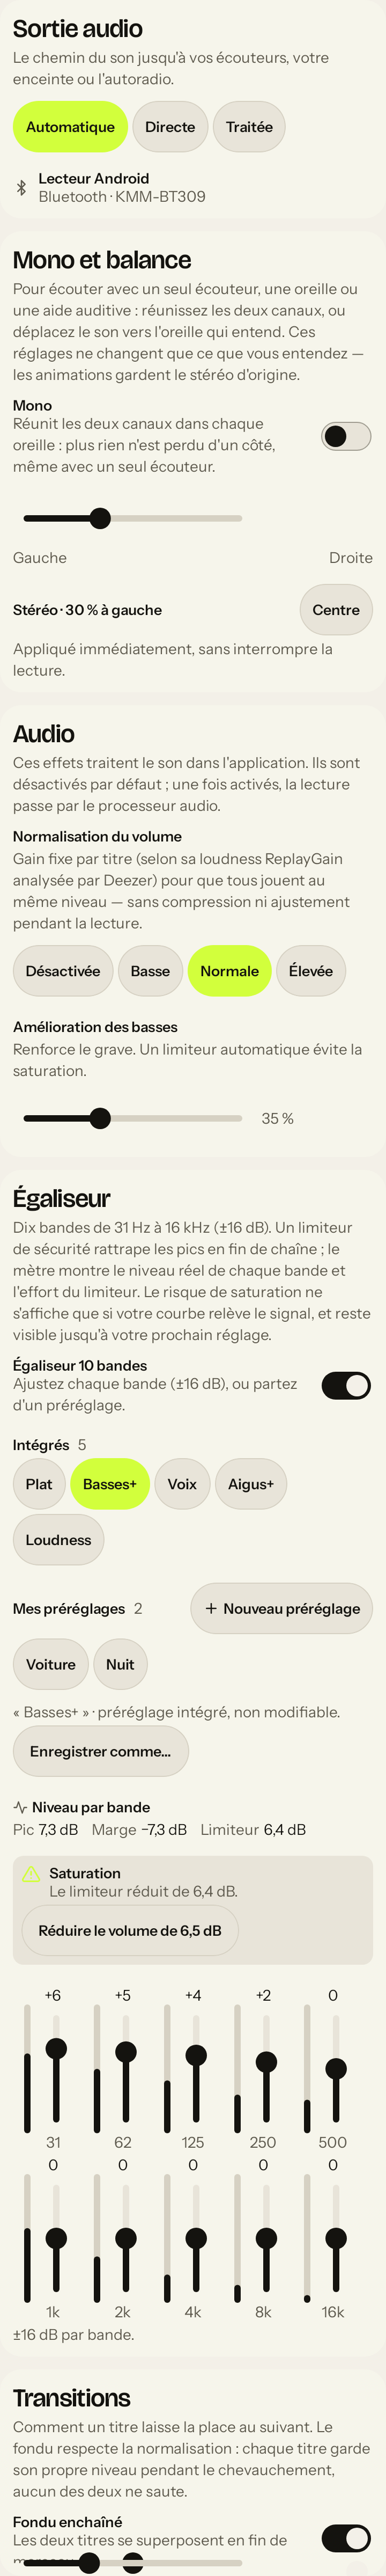 Sortie audio
Le chemin du son jusqu'à vos écouteurs, votre
enceinte ou l'autoradio.
Automatique
Directe
Traitée
Lecteur Android
Bluetooth · KMM-BT309
Mono et balance
Pour écouter avec un seul écouteur, une oreille ou
une aide auditive : réunissez les deux canaux, ou
déplacez le son vers l'oreille qui entend. Ces
réglages ne changent que ce que vous entendez —
les animations gardent le stéréo d'origine.
Mono
Réunit les deux canaux dans chaque
oreille : plus rien n'est perdu d'un côté,
même avec un seul écouteur.
Gauche
Droite
Stéréo · 30 % à gauche
Centre
Appliqué immédiatement, sans interrompre la
lecture.
Audio
Ces effets traitent le son dans l'application. Ils sont
désactivés par défaut ; une fois activés, la lecture
passe par le processeur audio.
Normalisation du volume
Gain fixe par titre (selon sa loudness ReplayGain
analysée par Deezer) pour que tous jouent au
même niveau — sans compression ni ajustement
pendant la lecture.
Désactivée
Basse
Normale
Élevée
Amélioration des basses
Renforce le grave. Un limiteur automatique évite la
saturation.
35 %
Égaliseur
Dix bandes de 31 Hz à 16 kHz (±16 dB). Un limiteur
de sécurité rattrape les pics en fin de chaîne ; le
mètre montre le niveau réel de chaque bande et
l'effort du limiteur. Le risque de saturation ne
s'affiche que si votre courbe relève le signal, et reste
visible jusqu'à votre prochain réglage.
Égaliseur 10 bandes
Ajustez chaque bande (±16 dB), ou partez
d'un préréglage.
Intégrés 5
Plat
Basses+
Voix
Aigus+
Loudness
Mes préréglages 2
+ Nouveau préréglage
Voiture
Nuit
« Basses+ » · préréglage intégré, non modifiable.
Enregistrer comme…
Niveau par bande
Pic 7,3 dB Marge −7,3 dB Limiteur 6,4 dB
Saturation
Le limiteur réduit de 6,4 dB.
Réduire le volume de 6,5 dB
+6 +5 +4 +2 0
31 62 125 250 500
0 0 0 0 0
1k 2k 4k 8k 16k
±16 dB par bande.
Transitions
Comment un titre laisse la place au suivant. Le
fondu respecte la normalisation : chaque titre garde
son propre niveau pendant le chevauchement,
aucun des deux ne saute.
Fondu enchaîné
Les deux titres se superposent en fin de